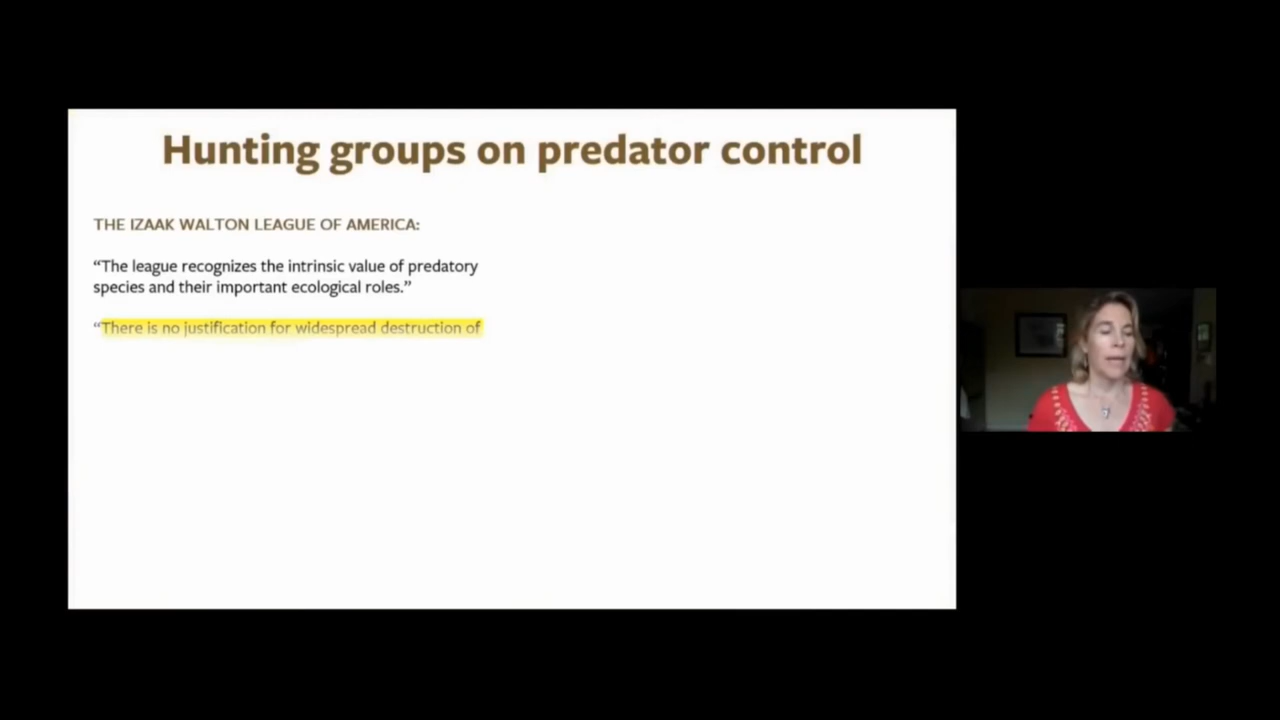 Hunting groups on predator control
THE IZAAK WALTON LEAGUE OF AMERICA:
“The league recognizes the intrinsic value of predatory
species and their important ecological roles.”
“There is no justification for widespread destruction of